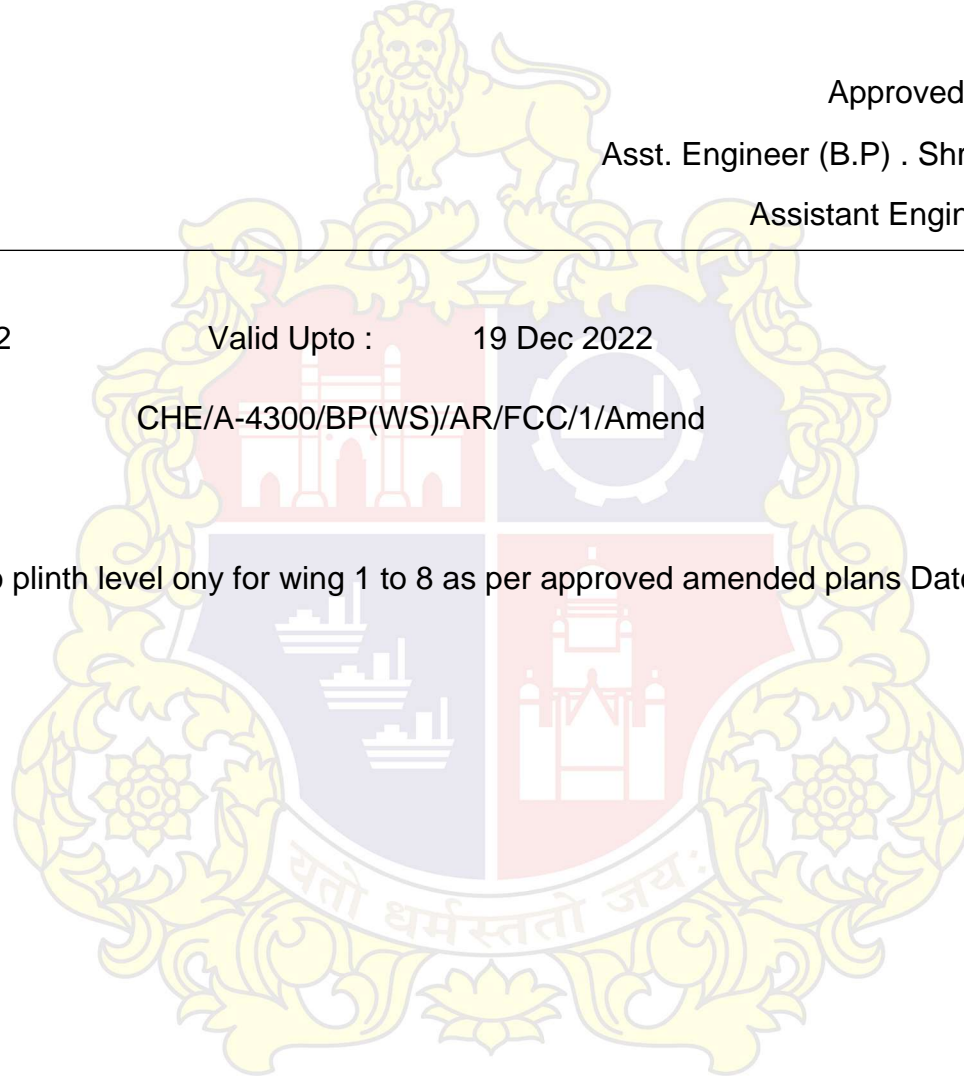 Approved
Asst. Engineer (B.P) . Shr
Assistant Engin
2 Valid Upto : 19 Dec 2022
CHE/A-4300/BP(WS)/AR/FCC/1/Amend
plinth level ony for wing 1 to 8 as per approved amended plans Date
यतो धर्मस्ततो जय: